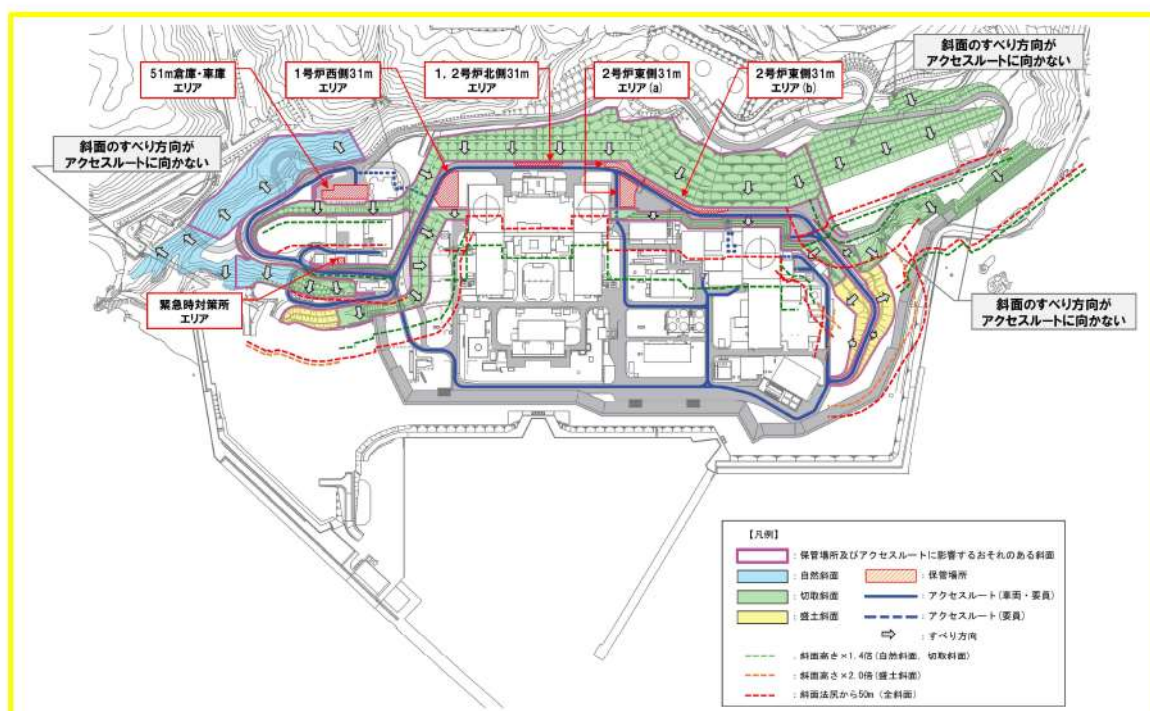 51m倉庫・車庫
エリア
1号炉西側31m
エリア
1,2号炉北側31m
エリア
2号炉東側31m
エリア(a)
2号炉東側31m
エリア(b)
斜面のすべり方向が
アクセスルートに向かない
斜面のすべり方向が
アクセスルートに向かない
緊急時対策所
エリア
斜面のすべり方向が
アクセスルートに向かない
【凡例】
:保管場所及びアクセスルートに影響するおそれのある斜面
:自然斜面
:保管場所
:切取斜面
:アクセスルート(車両・要員)
:盛土斜面
:アクセスルート(要員)
:すべり方向
:斜面高さ×1.4倍(自然斜面,切取斜面)
:斜面高さ×2.0倍(盛土斜面)
:斜面法尻から50m(全斜面)